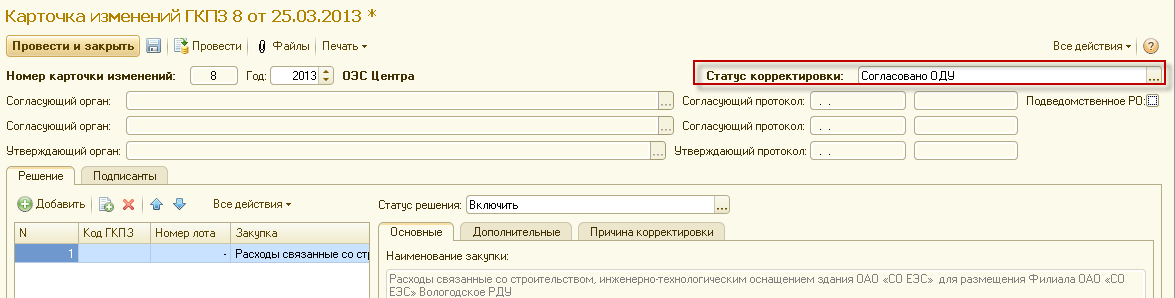 Карточка изменений ГКПЗ 8 от 25.03.2013 *
Провести и закрыть Провести Файлы Печать Все действия ?
Номер карточки изменений: 8 Год: 2013 ОЭС Центра Статус корректировки: Согласовано ОДУ ...
Согласующий орган: ... Согласующий протокол: . . Подведомственное РО:
Согласующий орган: ... Согласующий протокол: . .
Утверждающий орган: ... Утверждающий протокол: . .
Решение Подписанты
Добавить Все действия Статус решения: Включить ...
N Код ГКПЗ Номер лота Закупка Основные Дополнительные Причина корректировки
1 - Расходы связанные со стр
Наименование закупки:
Расходы связанные со строительством, инженерно-технологическим оснащением здания ОАО «СО ЕЭС» для размещения Филиала ОАО «СО
ЕЭС» Вологодское РДУ